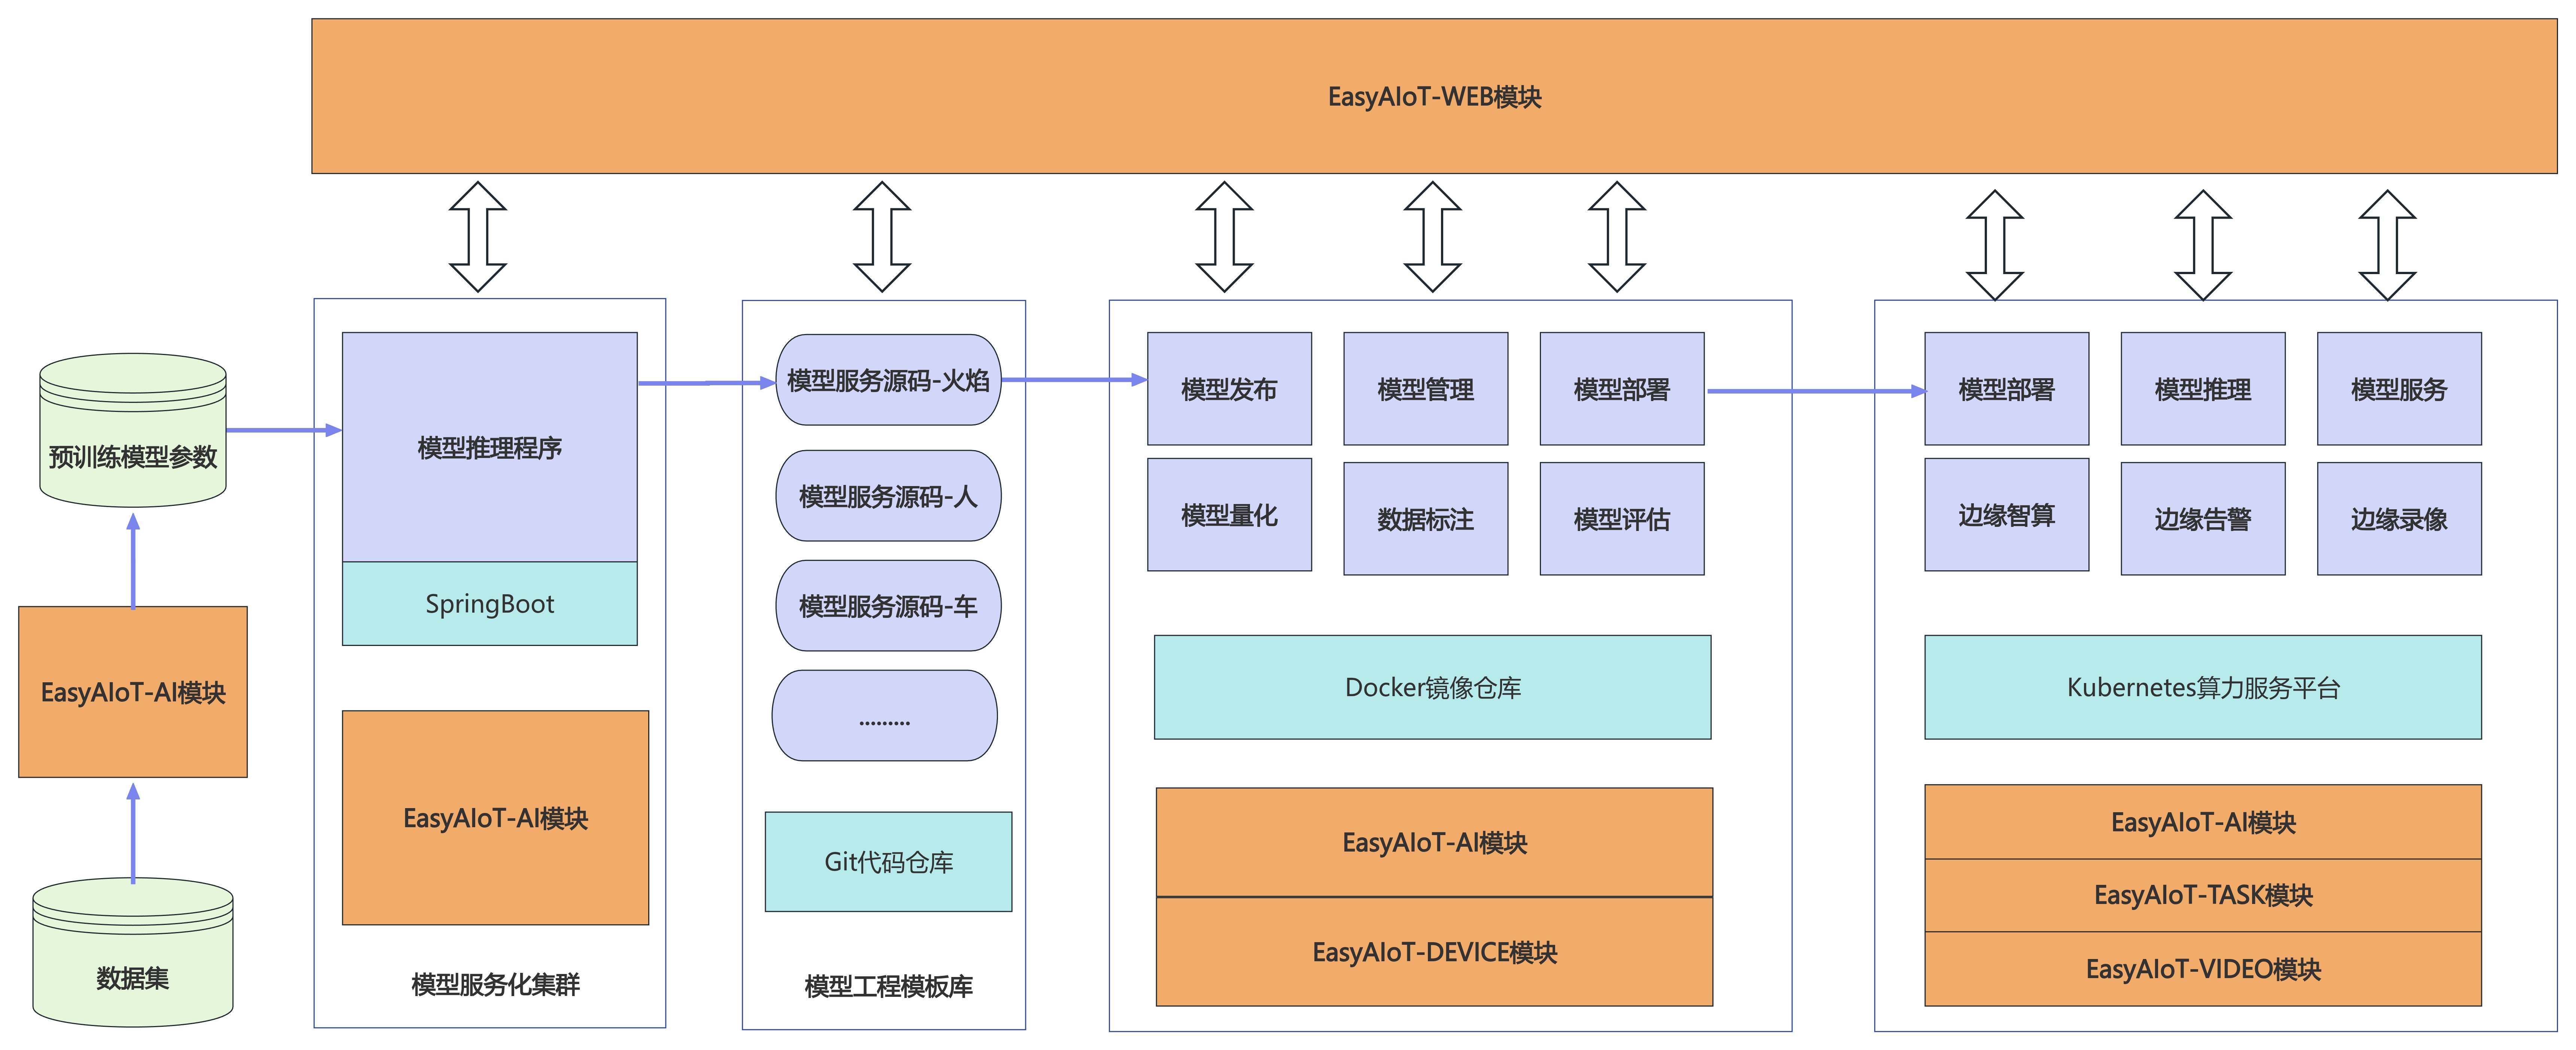 EasyAIoT-WEB模块
预训练模型参数
EasyAIoT-AI模块
数据集
模型推理程序
SpringBoot
EasyAIoT-AI模块
模型服务化集群
模型服务源码-火焰
模型服务源码-人
模型服务源码-车
.........
Git代码仓库
模型工程模板库
模型发布
模型管理
模型部署
模型量化
数据标注
模型评估
Docker镜像仓库
EasyAIoT-AI模块
EasyAIoT-DEVICE模块
模型部署
模型推理
模型服务
边缘智算
边缘告警
边缘录像
Kubernetes算力服务平台
EasyAIoT-AI模块
EasyAIoT-TASK模块
EasyAIoT-VIDEO模块